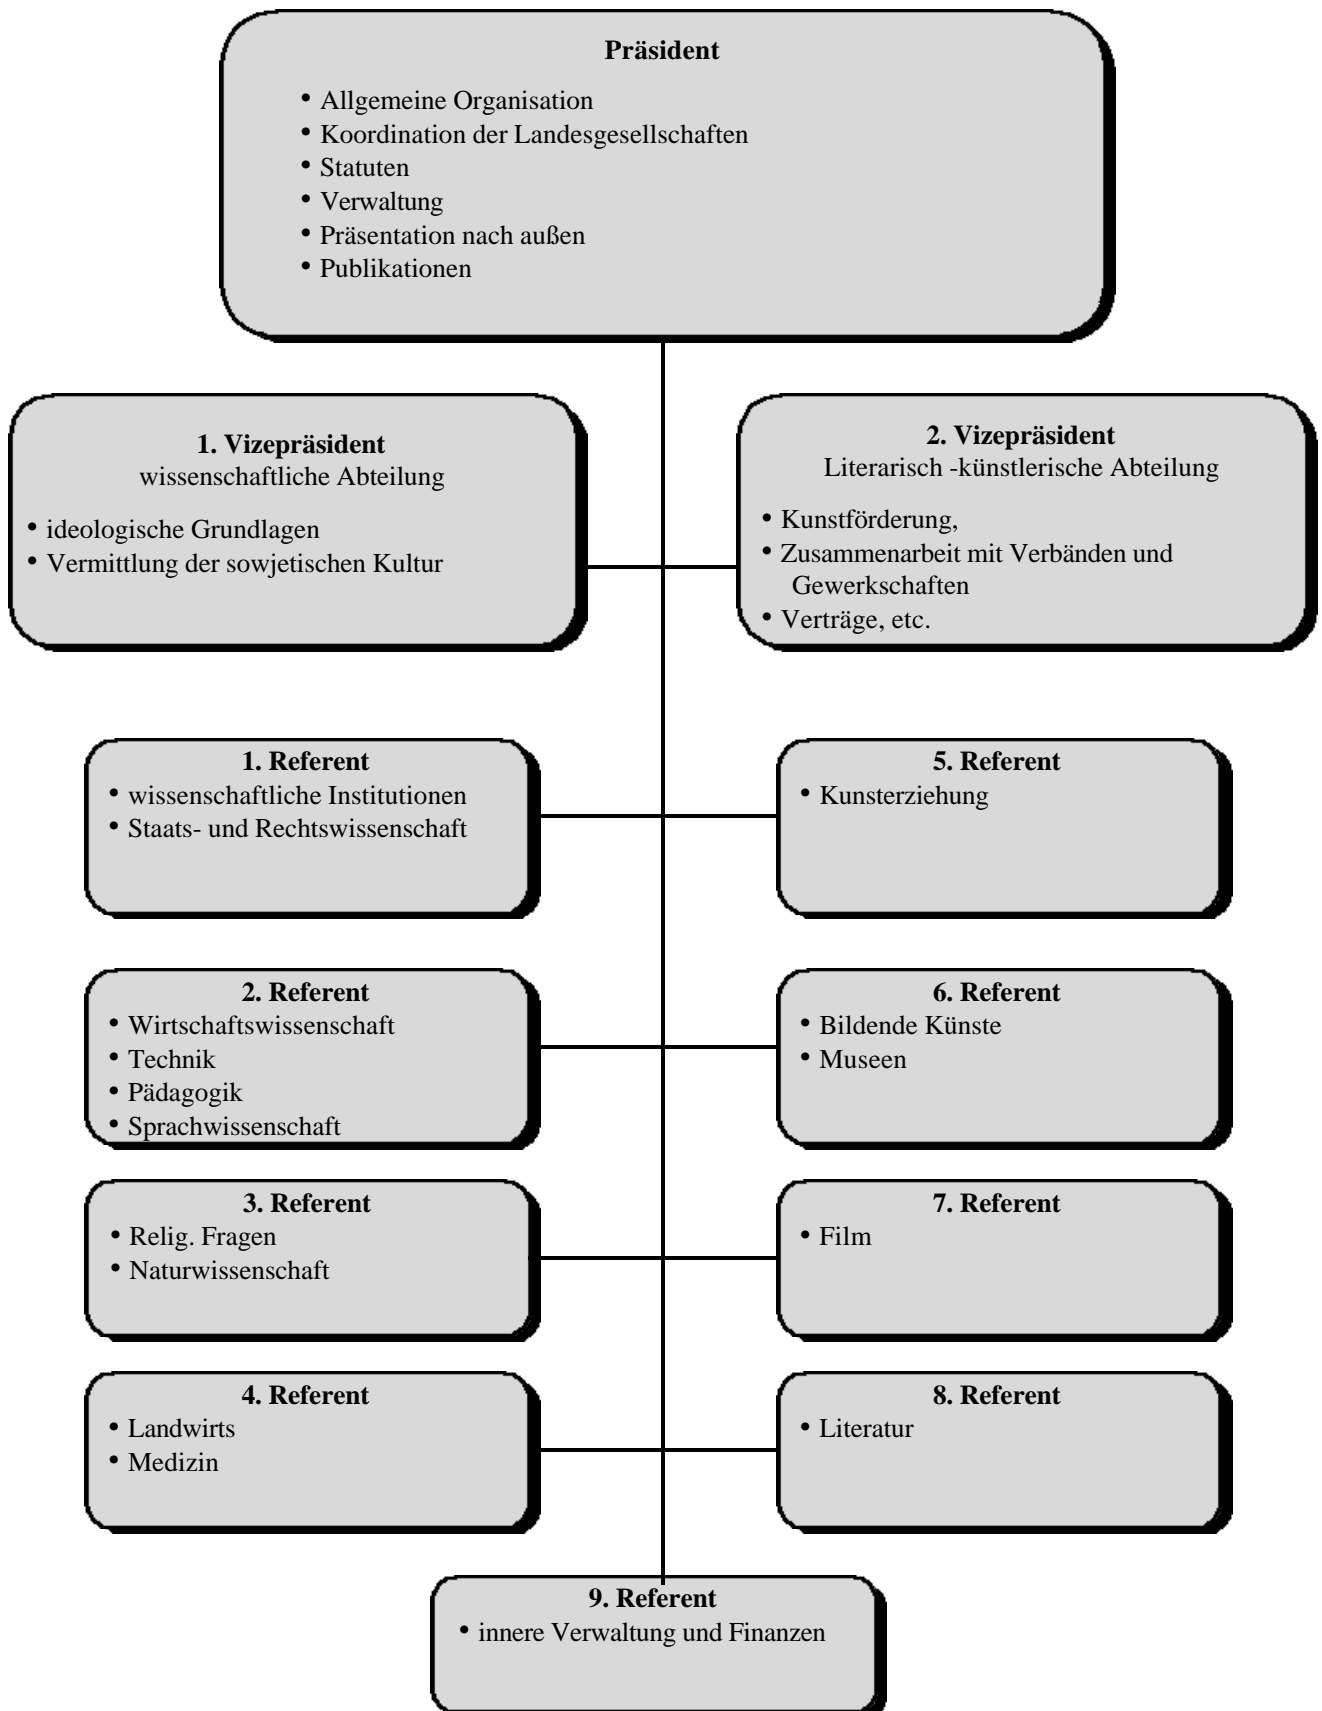 Präsident
• Allgemeine Organisation
• Koordination der Landesgesellschaften
• Statuten
• Verwaltung
• Präsentation nach außen
• Publikationen
1. Vizepräsident
wissenschaftliche Abteilung
• ideologische Grundlagen
• Vermittlung der sowjetischen Kultur
2. Vizepräsident
Literarisch -künstlerische Abteilung
• Kunstförderung,
• Zusammenarbeit mit Verbänden und
Gewerkschaften
• Verträge, etc.
1. Referent
• wissenschaftliche Institutionen
• Staats- und Rechtswissenschaft
5. Referent
• Kunsterziehung
2. Referent
• Wirtschaftswissenschaft
• Technik
• Pädagogik
• Sprachwissenschaft
6. Referent
• Bildende Künste
• Museen
3. Referent
• Relig. Fragen
• Naturwissenschaft
7. Referent
• Film
4. Referent
• Landwirts
• Medizin
8. Referent
• Literatur
9. Referent
• innere Verwaltung und Finanzen